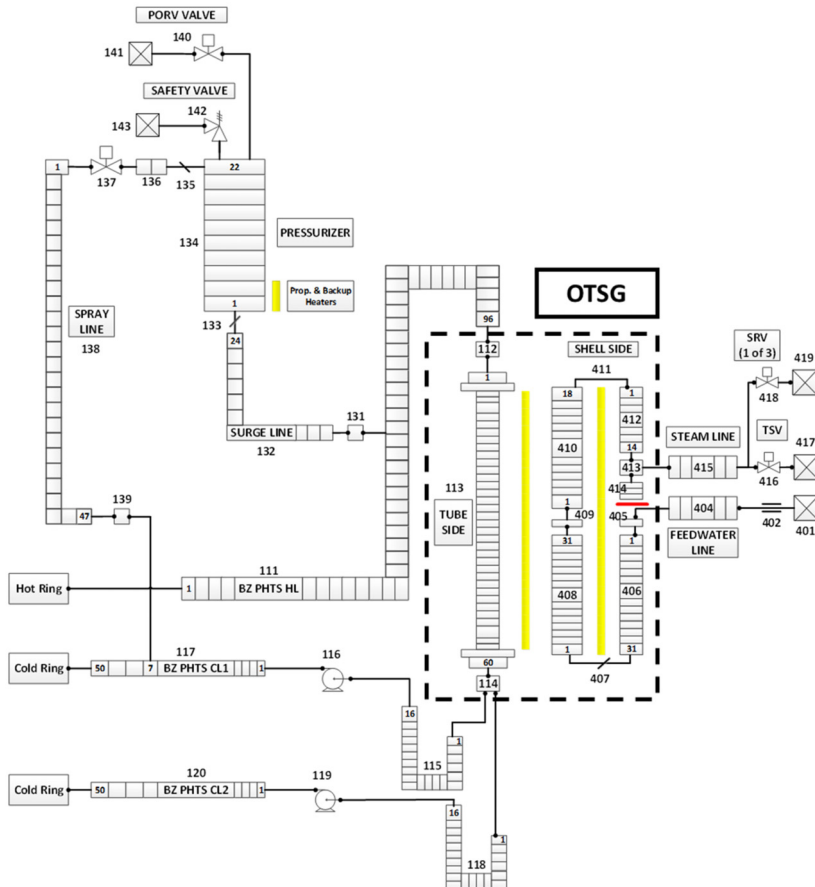 PORV VALVE
140
141
SAFETY VALVE
142
143
1
137
136
135
22
134
PRESSURIZER
Prop. & Backup
Heaters
1
133
24
SPRAY
LINE
138
SURGE LINE
132
131
47
139
96
OTSG
112
SHELL SIDE
411
SRV
(1 of 3)
419
418
1
18
1
412
410
14
413
STEAM LINE
415
TSV
417
416
414
113
TUBE
SIDE
1
409
405
404
402
401
FEEDWATER
LINE
31
1
408
406
1
31
407
60
114
Hot Ring
111
1
BZ PHTS HL
Cold Ring
117
50
7
BZ PHTS CL1
1
116
16
115
1
Cold Ring
120
50
BZ PHTS CL2
1
119
16
118
1